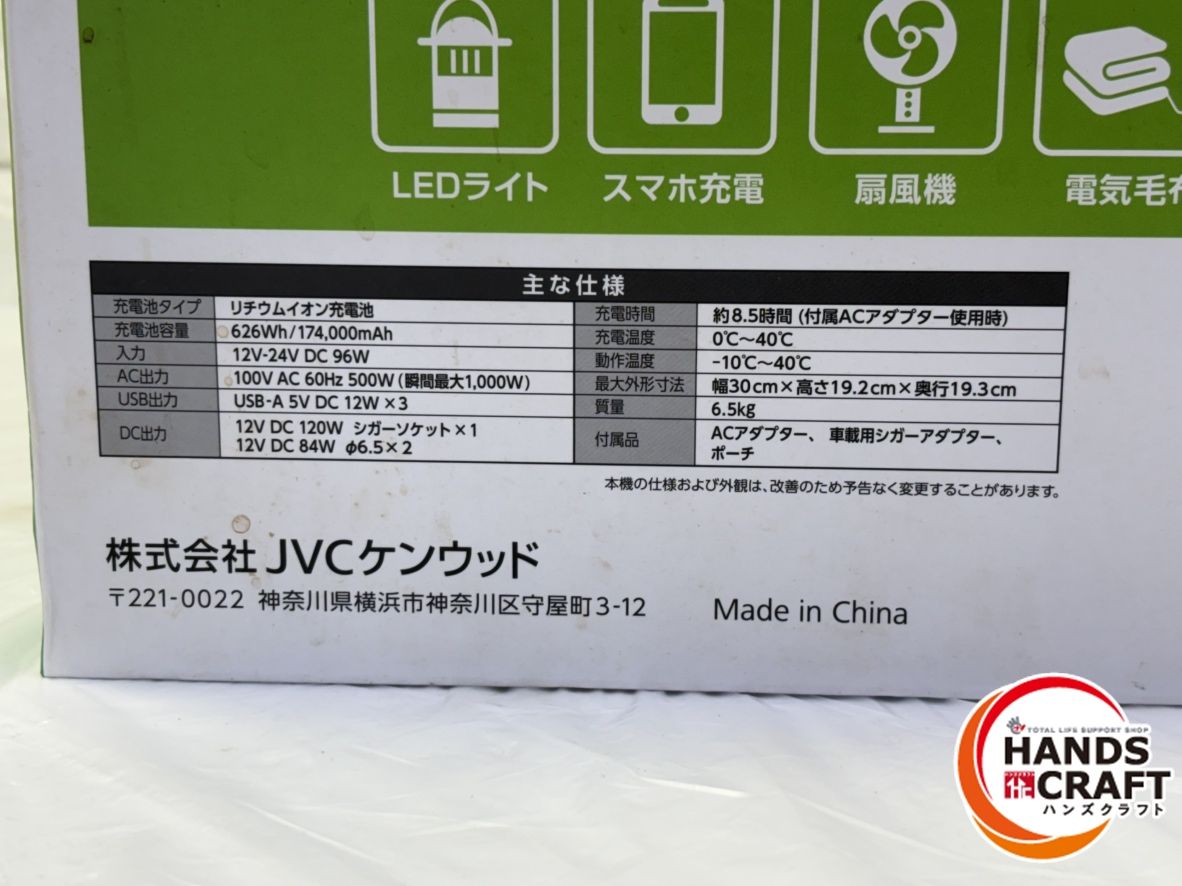 LEDライト スマホ充電 扇風機 電気毛布
主な仕様
充電池タイプ リチウムイオン充電池
充電池容量 626Wh/174,000mAh
入力 12V-24V DC 96W
AC出力 100V AC 60Hz 500W(瞬間最大1,000W)
USB出力 USB-A 5V DC 12W×3
DC出力 12V DC 120W シガーソケット×1
12V DC 84W φ6.5×2
充電時間 約8.5時間(付属ACアダプター使用時)
充電温度 0℃～40℃
動作温度 -10℃～40℃
最大外形寸法 幅30cm×高さ19.2cm×奥行19.3cm
質量 6.5kg
付属品 ACアダプター、車載用シガーアダプター、
ポーチ
本機の仕様および外観は、改善のため予告なく変更することがあります。
株式会社 JVCケンウッド
〒221-0022 神奈川県横浜市神奈川区守屋町3-12 Made in China
TOTAL LIFE SUPPORT SHOP
HANDS
CRAFT
ハンズクラフト